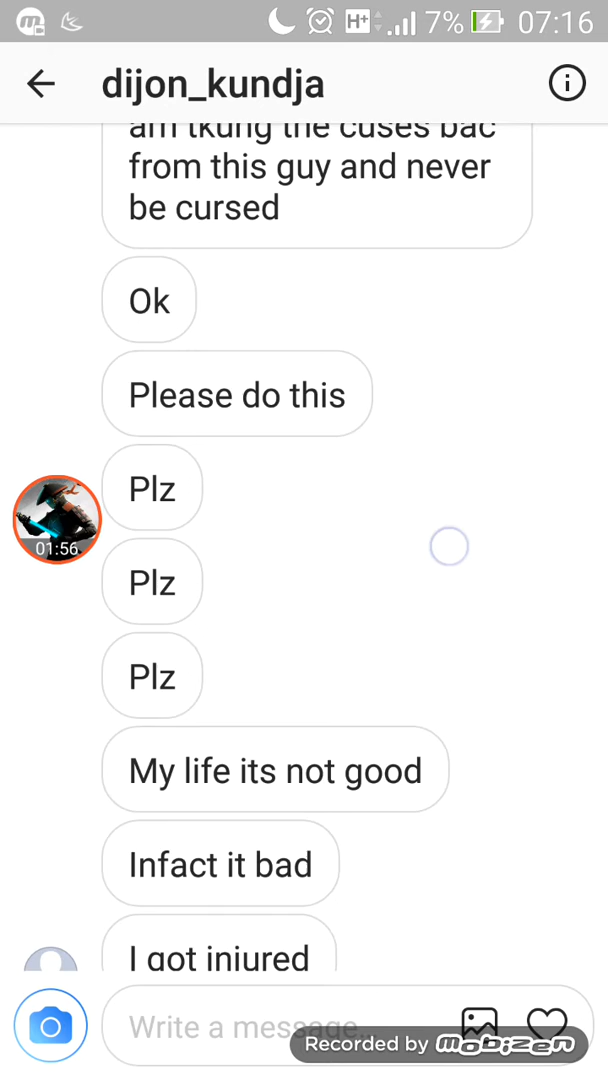 H+ 7% 07:16
dijon_kundja
am tkung the cuses bac
from this guy and never
be cursed
Ok
Please do this
Plz
01:56
Plz
Plz
My life its not good
Infact it bad
I got injured
Write a message...
Recorded by mobizen